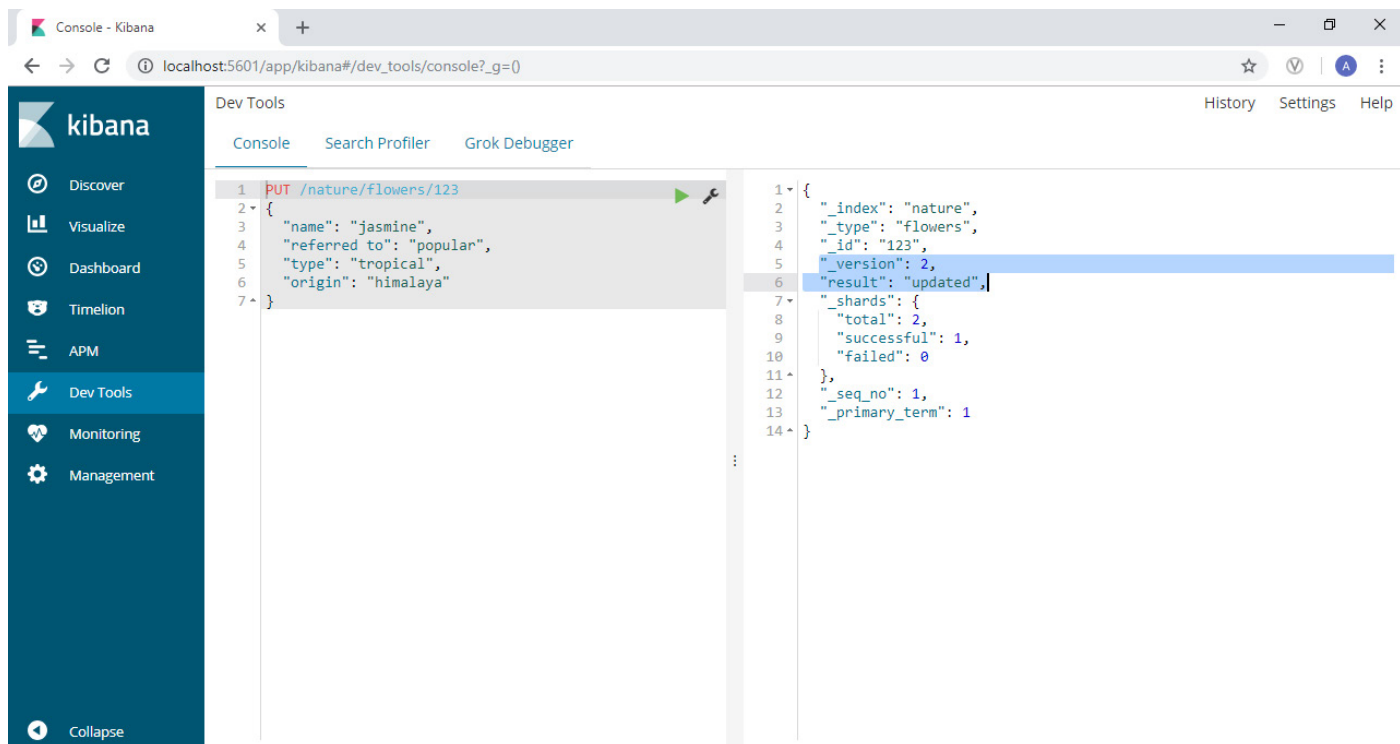 Console - Kibana
localhost:5601/app/kibana#/dev_tools/console?_g=()
A
kibana
Discover
Visualize
Dashboard
Timelion
APM
Dev Tools
Monitoring
Management
Collapse
Dev Tools
History Settings Help
Console Search Profiler Grok Debugger
1 PUT /nature/flowers/123
2 {
3 "name": "jasmine",
4 "referred to": "popular",
5 "type": "tropical",
6 "origin": "himalaya"
7 }
1 {
2 "_index": "nature",
3 "_type": "flowers",
4 "_id": "123",
5 "_version": 2,
6 "result": "updated",
7 "_shards": {
8 "total": 2,
9 "successful": 1,
10 "failed": 0
11 },
12 "_seq_no": 1,
13 "_primary_term": 1
14 }